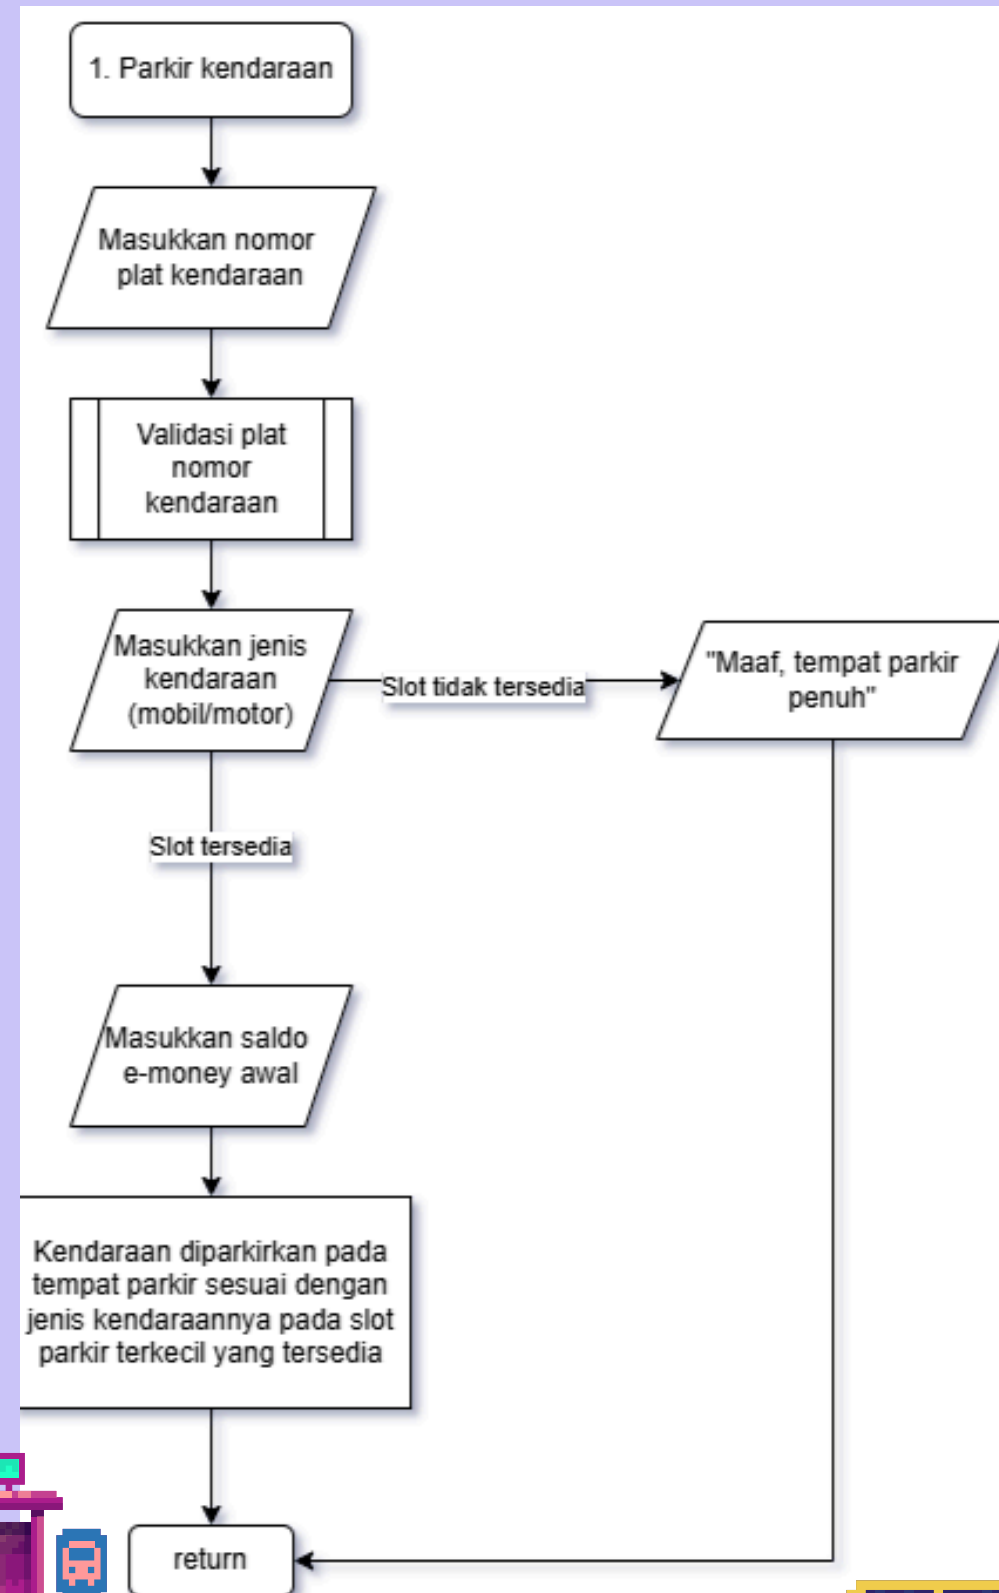 1. Parkir kendaraan
Masukkan nomor
plat kendaraan
Validasi plat
nomor
kendaraan
Masukkan jenis
kendaraan
(mobil/motor)
Slot tidak tersedia
"Maaf, tempat parkir
penuh"
Slot tersedia
Masukkan saldo
e-money awal
Kendaraan diparkirkan pada
tempat parkir sesuai dengan
jenis kendaraannya pada slot
parkir terkecil yang tersedia
return